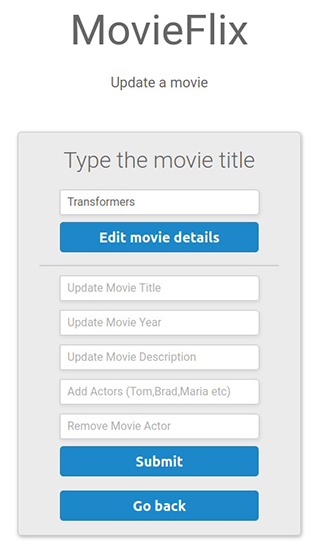 MovieFlix
Update a movie
Type the movie title
Transformers
Edit movie details
Update Movie Title
Update Movie Year
Update Movie Description
Add Actors (Tom,Brad,Maria etc)
Remove Movie Actor
Submit
Go back